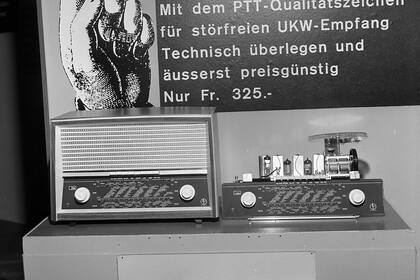 Mit dem PTT-Qualitätszeichen
für störfreien UKW-Empfang
Technisch überlegen und
äusserst preisgünstig
Nur Fr. 325.-